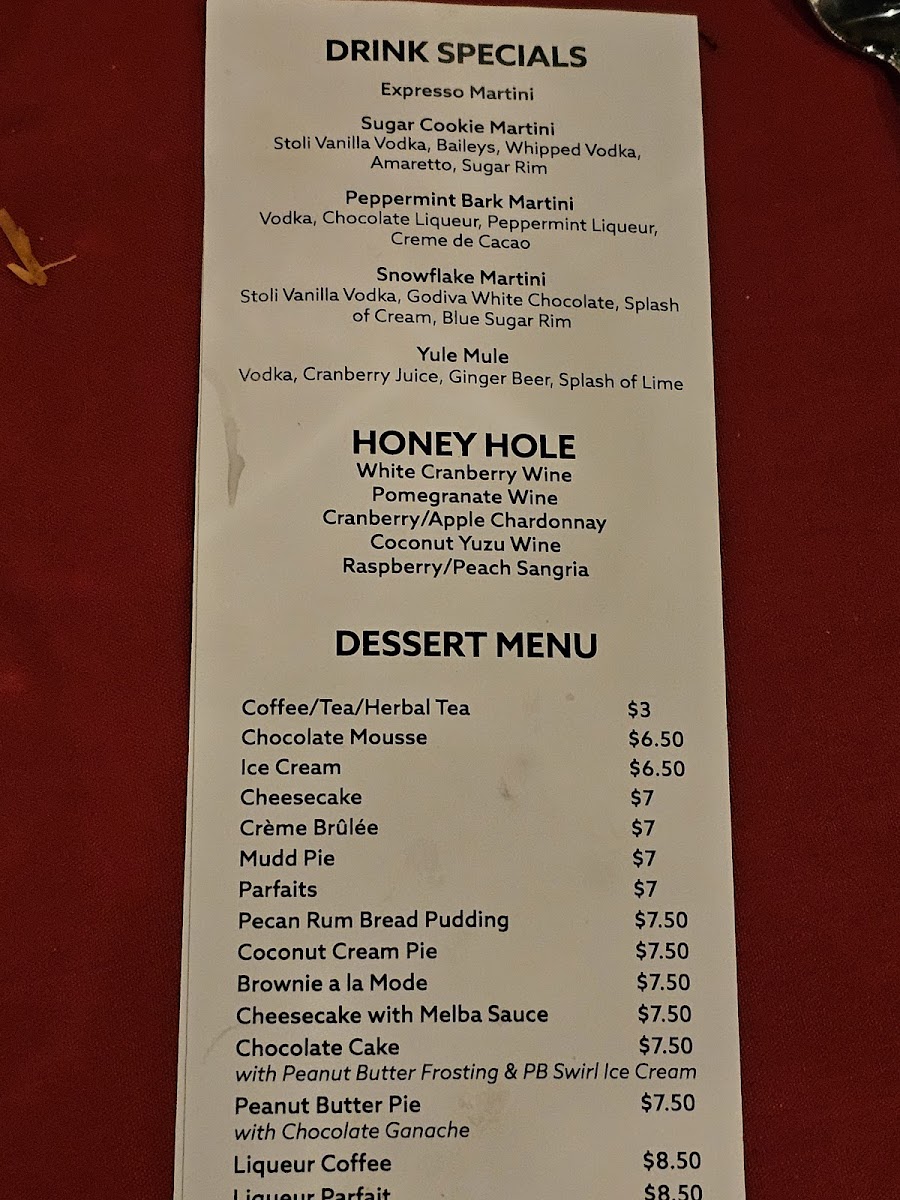 DRINK SPECIALS
Expresso Martini
Sugar Cookie Martini
Stoli Vanilla Vodka, Baileys, Whipped Vodka,
Amaretto, Sugar Rim
Peppermint Bark Martini
Vodka, Chocolate Liqueur, Peppermint Liqueur,
Creme de Cacao
Snowflake Martini
Stoli Vanilla Vodka, Godiva White Chocolate, Splash
of Cream, Blue Sugar Rim
Yule Mule
Vodka, Cranberry Juice, Ginger Beer, Splash of Lime
HONEY HOLE
White Cranberry Wine
Pomegranate Wine
Cranberry/Apple Chardonnay
Coconut Yuzu Wine
Raspberry/Peach Sangria
DESSERT MENU
Coffee/Tea/Herbal Tea $3
Chocolate Mousse $6.50
Ice Cream $6.50
Cheesecake $7
Crème Brûlée $7
Mudd Pie $7
Parfaits $7
Pecan Rum Bread Pudding $7.50
Coconut Cream Pie $7.50
Brownie a la Mode $7.50
Cheesecake with Melba Sauce $7.50
Chocolate Cake $7.50
with Peanut Butter Frosting & PB Swirl Ice Cream
Peanut Butter Pie $7.50
with Chocolate Ganache
Liqueur Coffee $8.50
Liqueur Parfait $8.50